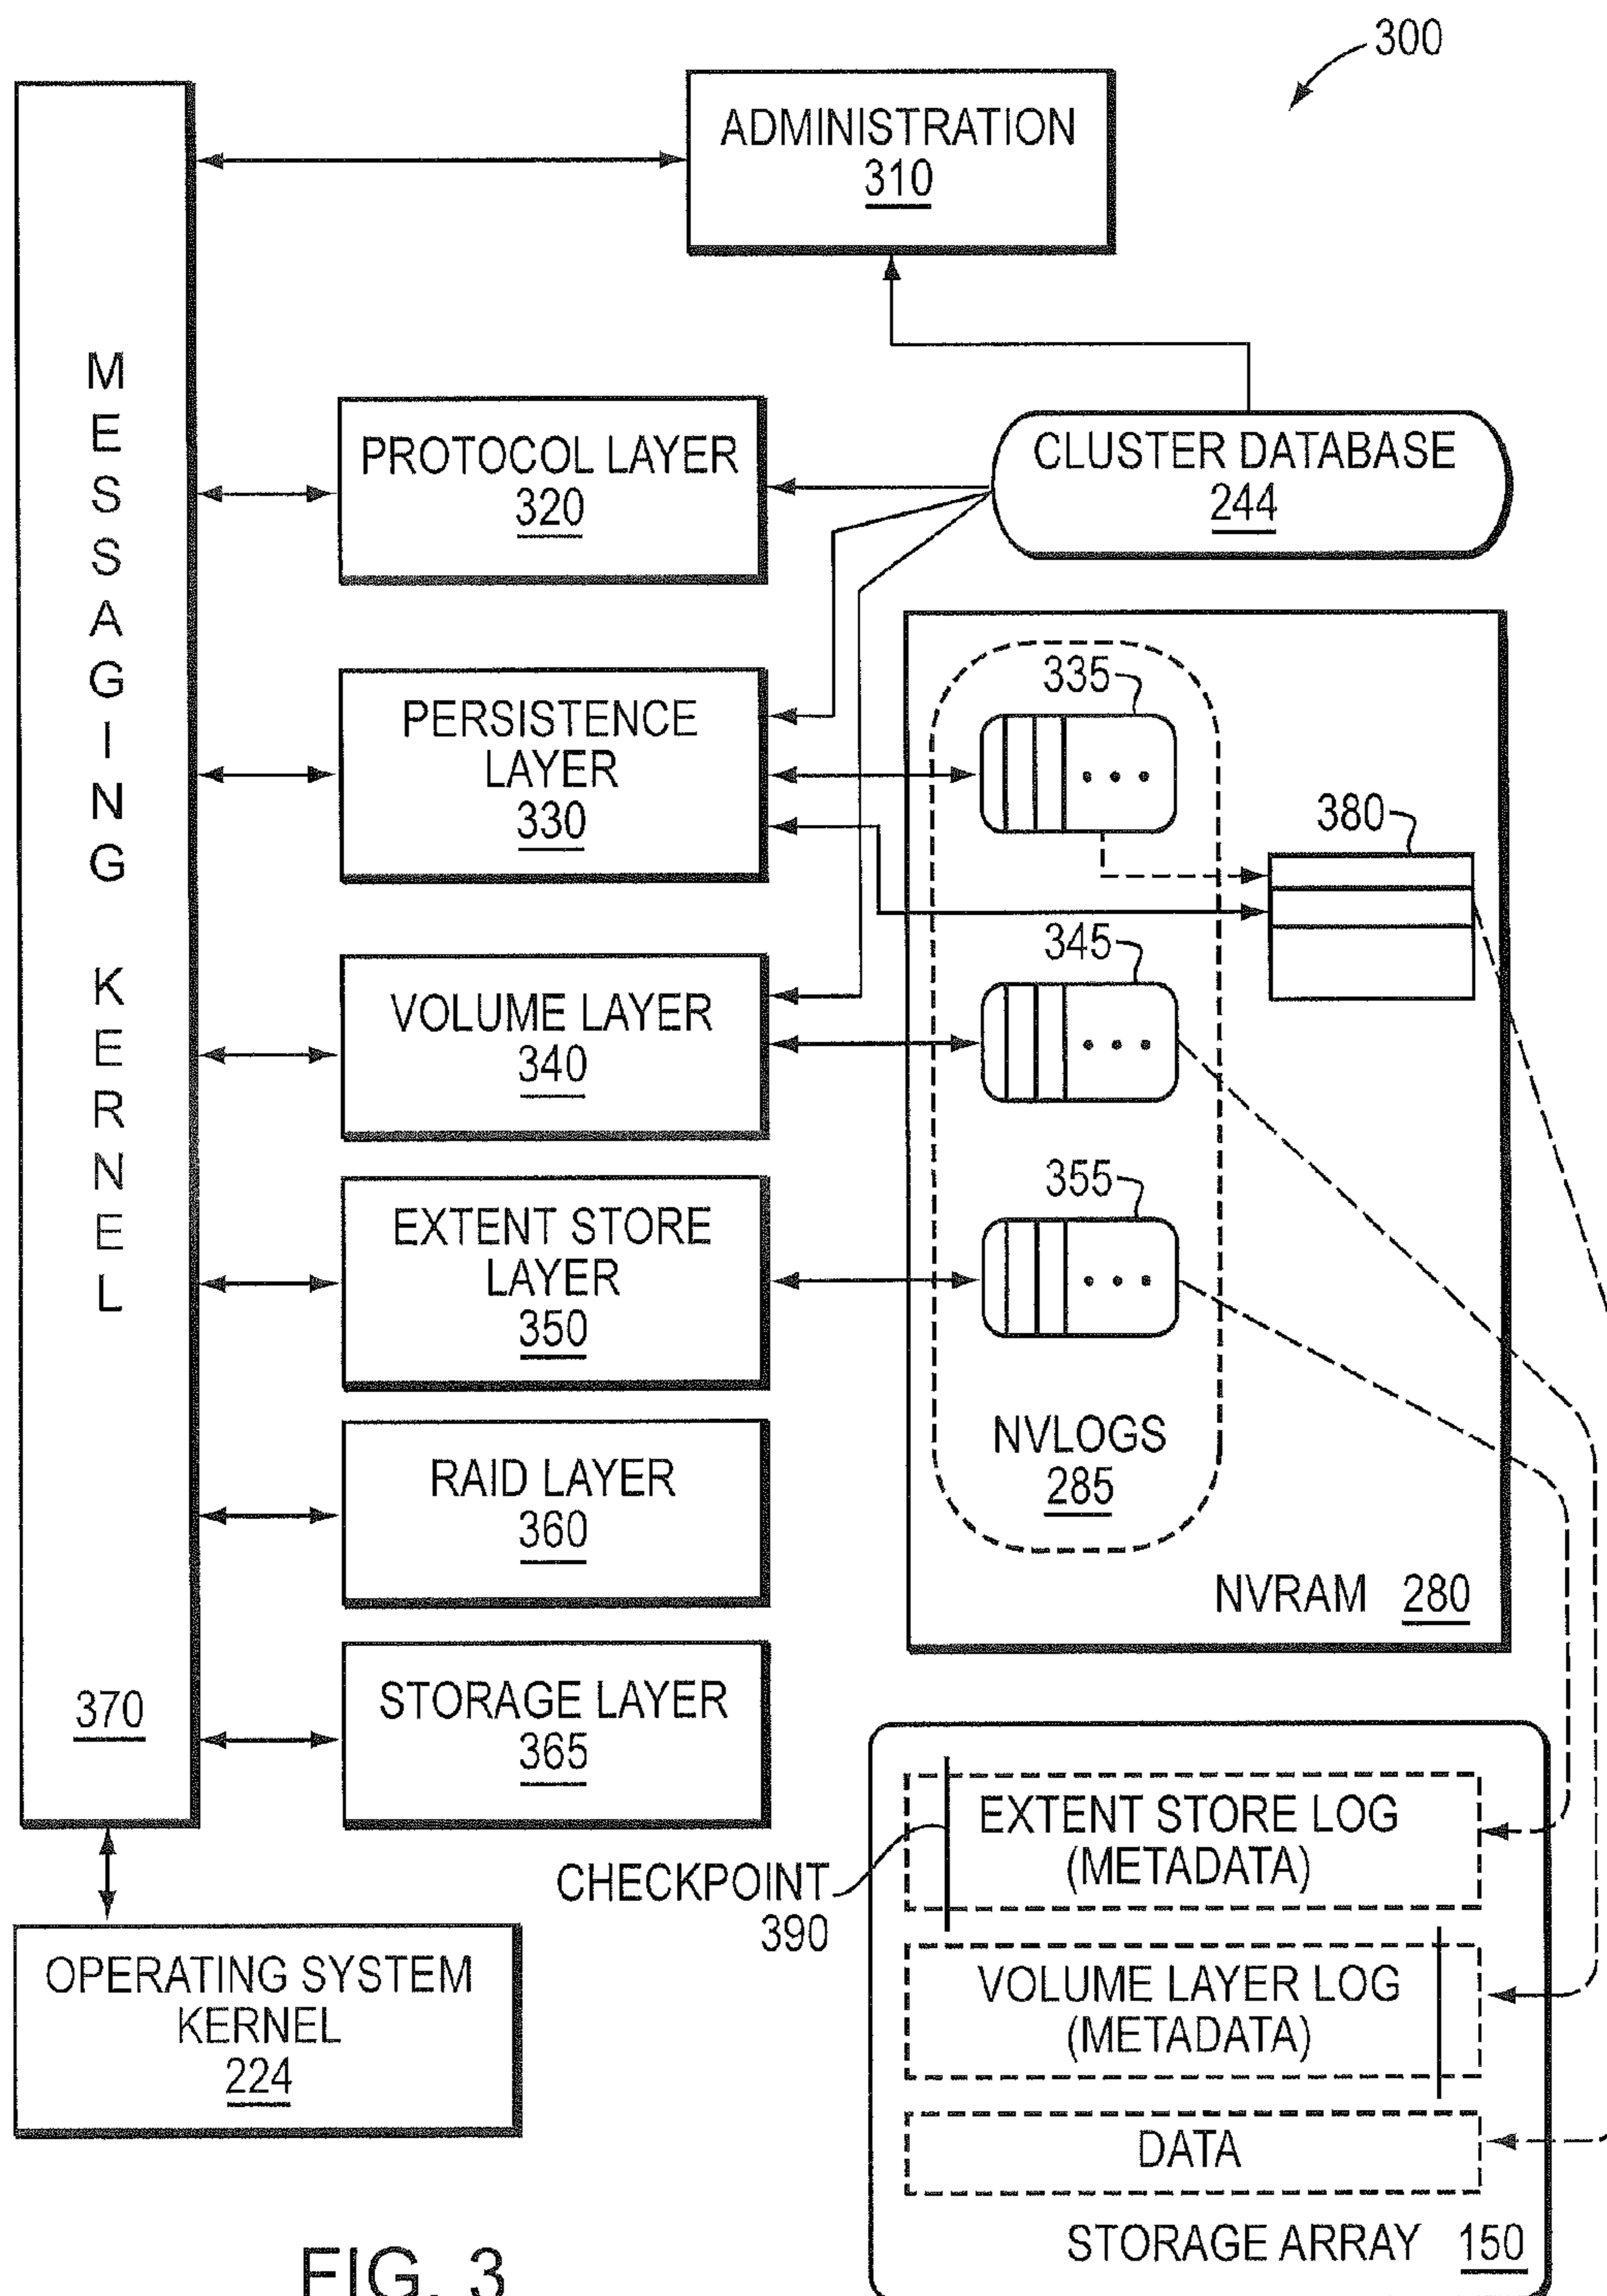 300
ADMINISTRATION
310
MESSAGING KERNEL
370
PROTOCOL LAYER
320
CLUSTER DATABASE
244
PERSISTENCE
LAYER
330
335
380
VOLUME LAYER
340
345
EXTENT STORE
LAYER
350
355
NVLOGS
285
RAID LAYER
360
NVRAM 280
STORAGE LAYER
365
EXTENT STORE LOG
(METADATA)
CHECKPOINT
390
OPERATING SYSTEM
KERNEL
224
VOLUME LAYER LOG
(METADATA)
DATA
STORAGE ARRAY 150
FIG. 3